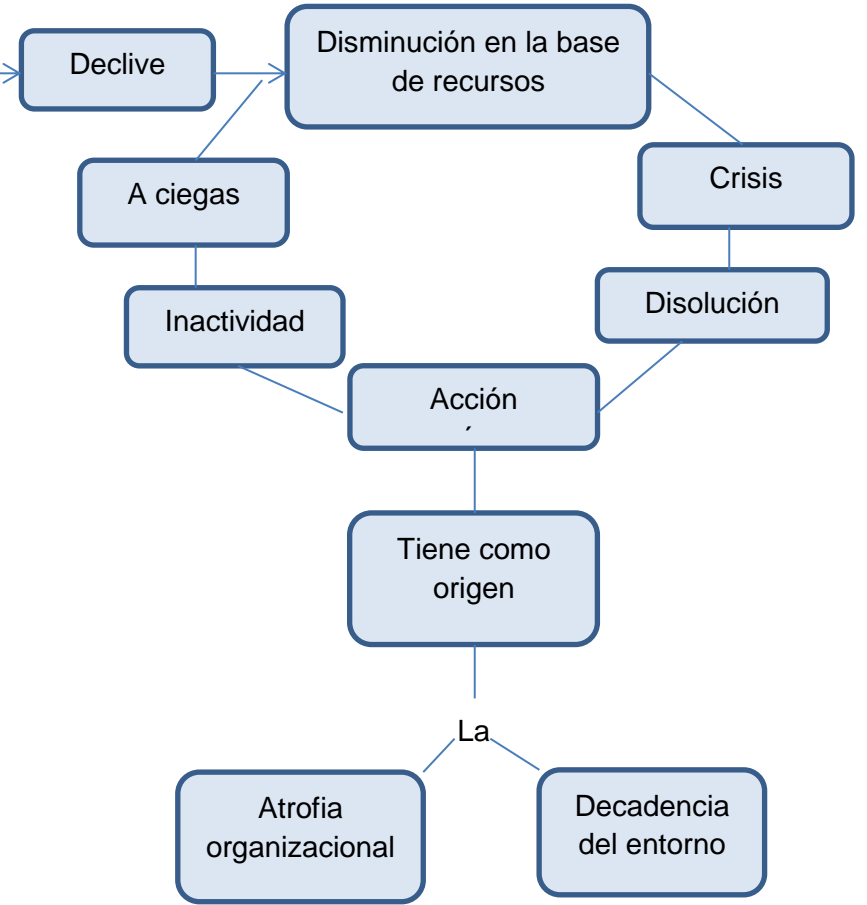 Declive
Disminución en la base
de recursos
A ciegas
Crisis
Inactividad
Disolución
Acción
Tiene como
origen
La
Atrofia
organizacional
Decadencia
del entorno